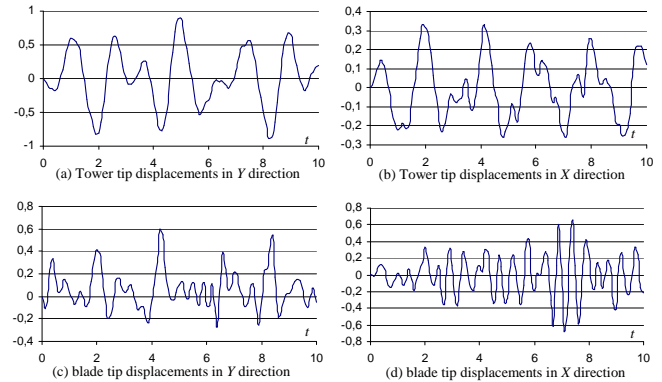 1
0,5
0
-0,5
-1
0 2 4 6 8 10
t
(a) Tower tip displacements in Y direction
0,4
0,3
0,2
0,1
0
-0,1
-0,2
-0,3
0 2 4 6 8 10
t
(b) Tower tip displacements in X direction
0,8
0,6
0,4
0,2
0
-0,2
-0,4
0 2 4 6 8 10
t
(c) blade tip displacements in Y direction
0,8
0,6
0,4
0,2
0
-0,2
-0,4
-0,6
-0,8
0 2 4 6 8 10
t
(d) blade tip displacements in X direction